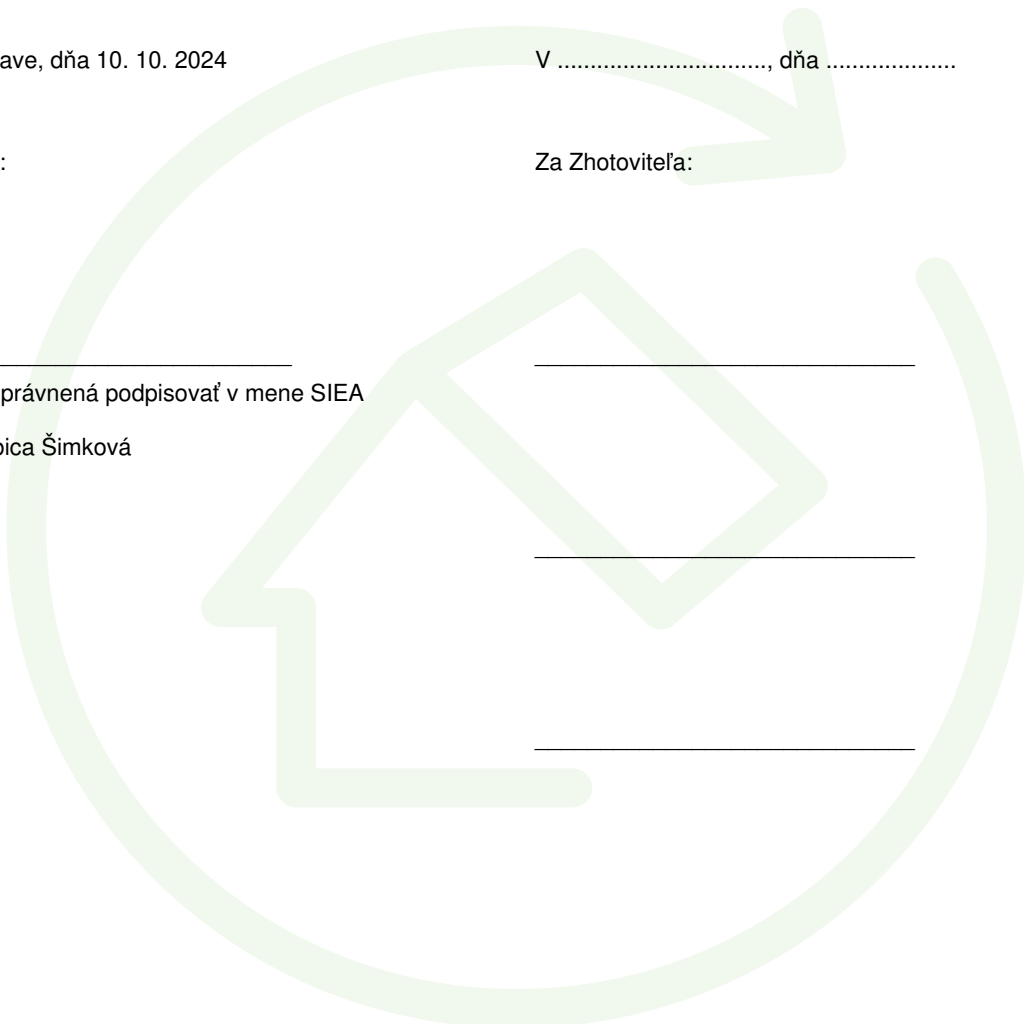 ave, dňa 10. 10. 2024
V ................................, dňa ....................
:
Za Zhotoviteľa:
právnená podpisovať v mene SIEA
bica Šimková